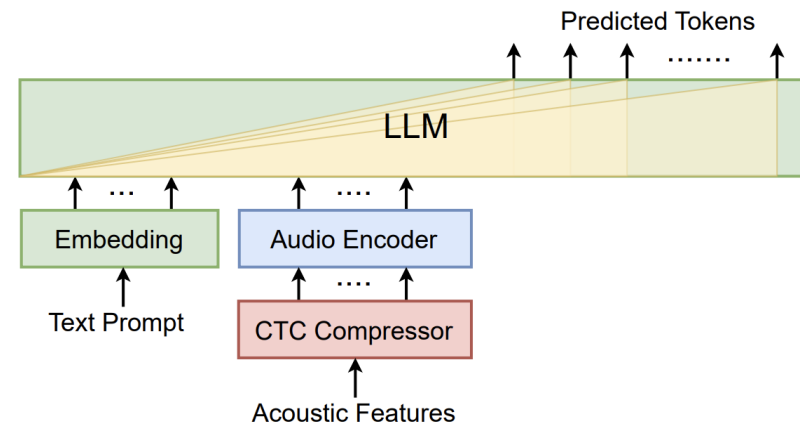 Predicted Tokens
.......
LLM
...
....
Embedding
Audio Encoder
....
Text Prompt
CTC Compressor
Acoustic Features